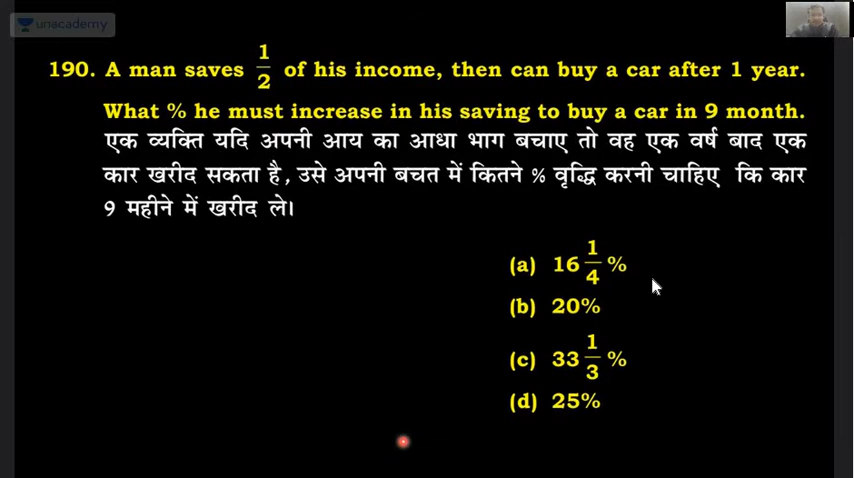 unacademy
190. A man saves 1/2 of his income, then can buy a car after 1 year.
What % he must increase in his saving to buy a car in 9 month.
एक व्यक्ति यदि अपनी आय का आधा भाग बचाए तो वह एक वर्ष बाद एक
कार खरीद सकता है, उसे अपनी बचत में कितने % वृद्धि करनी चाहिए कि कार
9 महीने में खरीद ले।
(a) 16 1/4 %
(b) 20%
(c) 33 1/3 %
(d) 25%